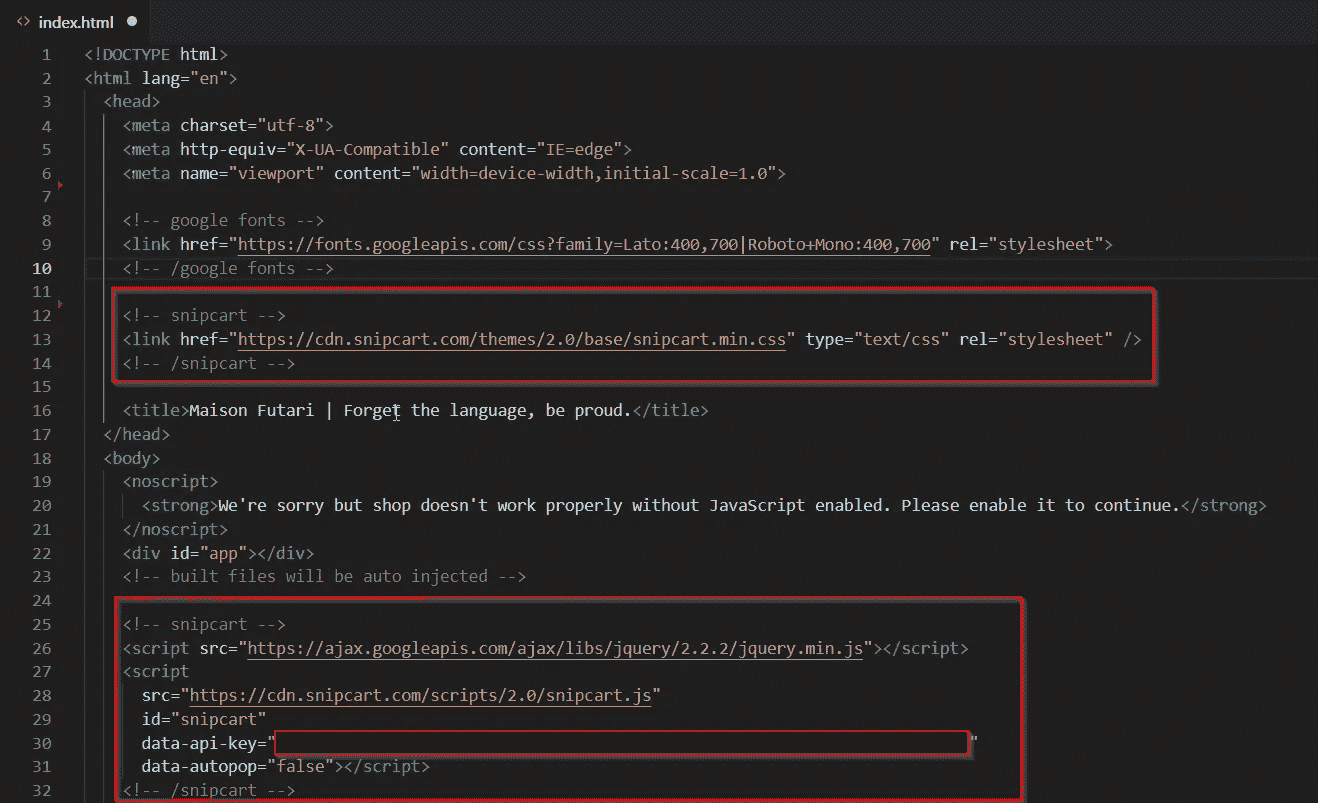 <> index.html ●
1 <!DOCTYPE html>
2 <html lang="en">
3 <head>
4 <meta charset="utf-8">
5 <meta http-equiv="X-UA-Compatible" content="IE=edge">
6 <meta name="viewport" content="width=device-width,initial-scale=1.0">
7
8 <!-- google fonts -->
9 <link href="https://fonts.googleapis.com/css?family=Lato:400,700|Roboto+Mono:400,700" rel="stylesheet">
10 <!-- /google fonts -->
11
12 <!-- snipcart -->
13 <link href="https://cdn.snipcart.com/themes/2.0/base/snipcart.min.css" type="text/css" rel="stylesheet" />
14 <!-- /snipcart -->
15
16 <title>Maison Futari | Forget the language, be proud.</title>
17 </head>
18 <body>
19 <noscript>
20 <strong>We're sorry but shop doesn't work properly without JavaScript enabled. Please enable it to continue.</strong>
21 </noscript>
22 <div id="app"></div>
23 <!-- built files will be auto injected -->
24
25 <!-- snipcart -->
26 <script src="https://ajax.googleapis.com/ajax/libs/jquery/2.2.2/jquery.min.js"></script>
27 <script
28 src="https://cdn.snipcart.com/scripts/2.0/snipcart.js"
29 id="snipcart"
30 data-api-key=" "
31 data-autopop="false"></script>
32 <!-- /snipcart -->